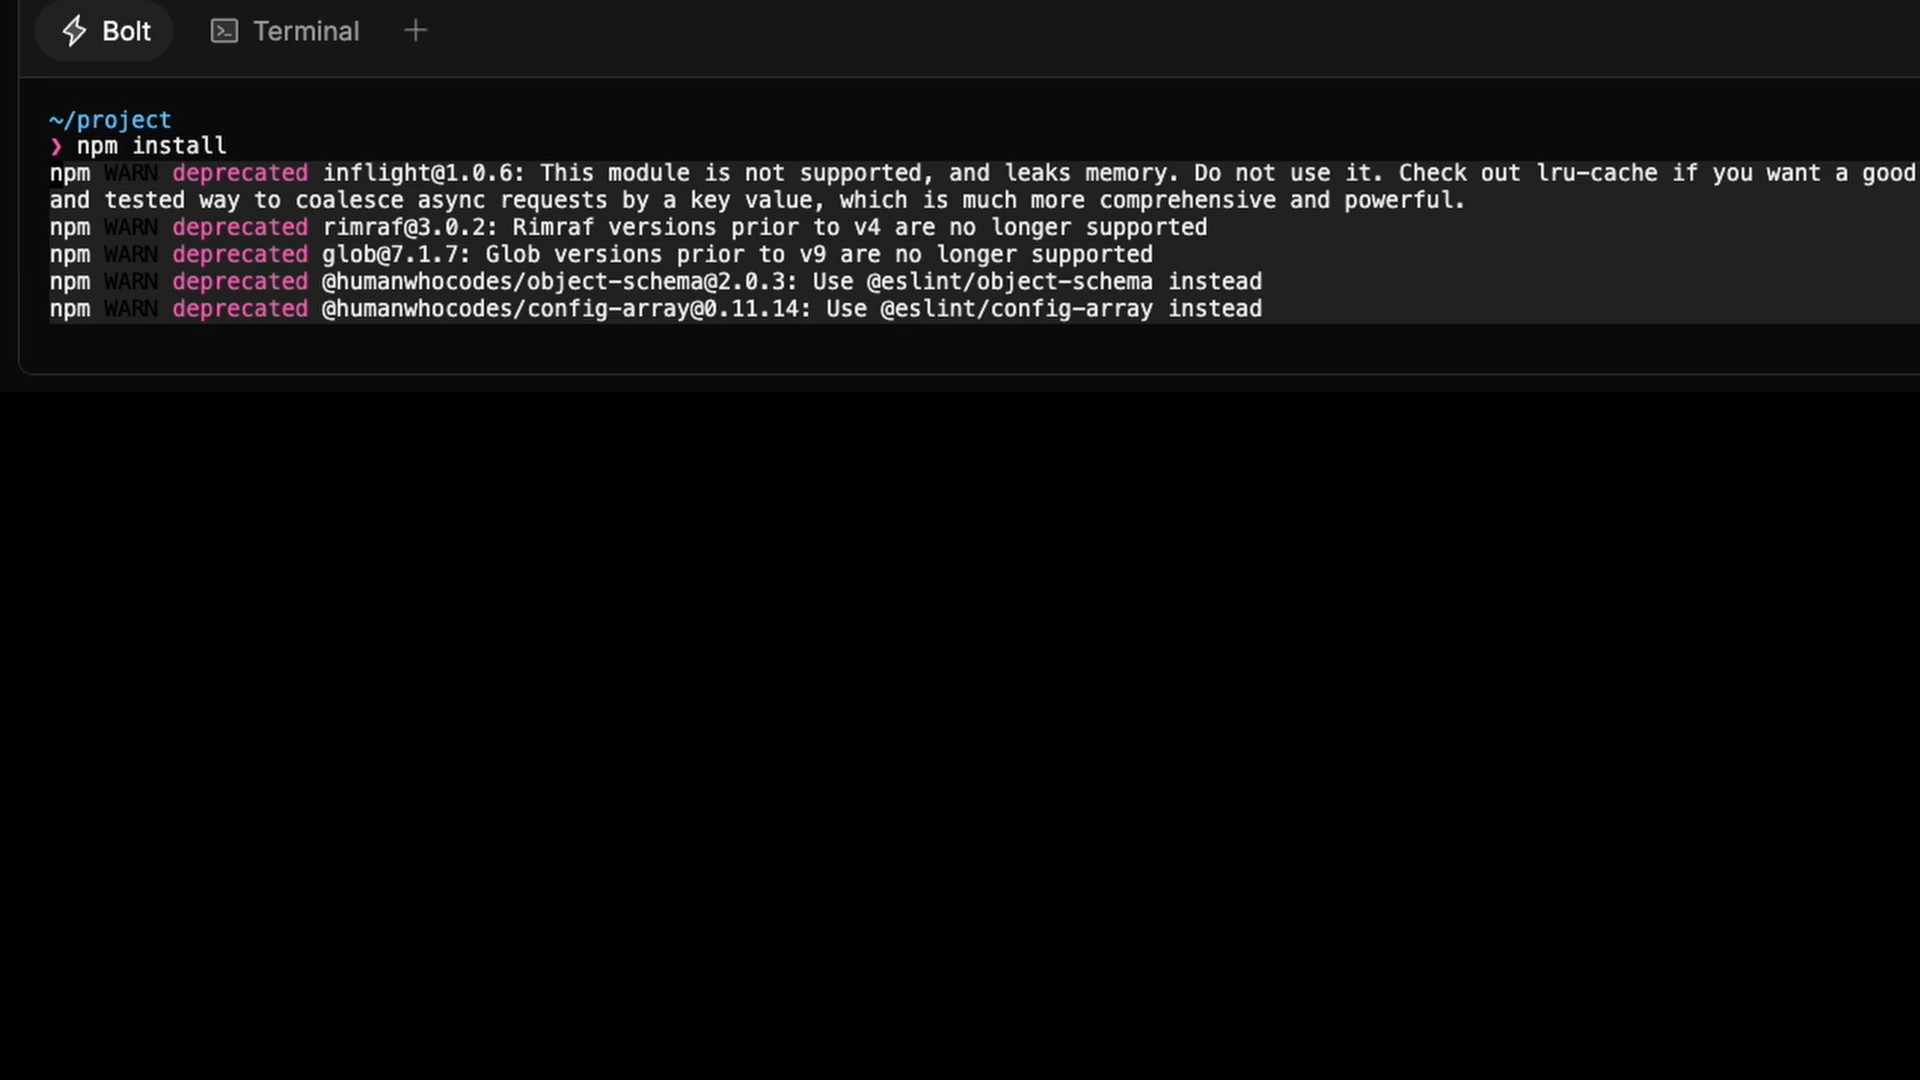 Bolt Terminal +
~/project
❯ npm install
npm WARN deprecated inflight@1.0.6: This module is not supported, and leaks memory. Do not use it. Check out lru-cache if you want a good
and tested way to coalesce async requests by a key value, which is much more comprehensive and powerful.
npm WARN deprecated rimraf@3.0.2: Rimraf versions prior to v4 are no longer supported
npm WARN deprecated glob@7.1.7: Glob versions prior to v9 are no longer supported
npm WARN deprecated @humanwhocodes/object-schema@2.0.3: Use @eslint/object-schema instead
npm WARN deprecated @humanwhocodes/config-array@0.11.14: Use @eslint/config-array instead